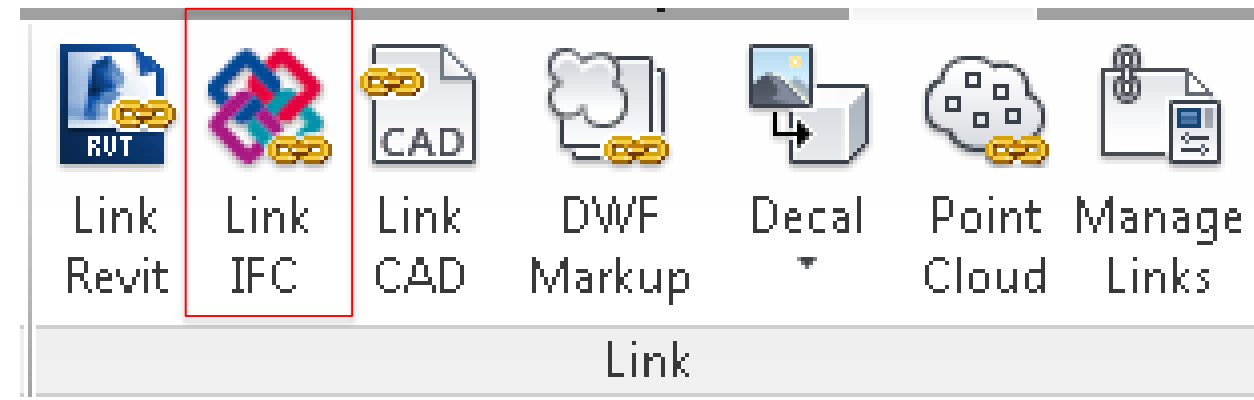 RVT
CAD
Link Link Link DWF Decal Point Manage
Revit IFC CAD Markup Cloud Links
Link